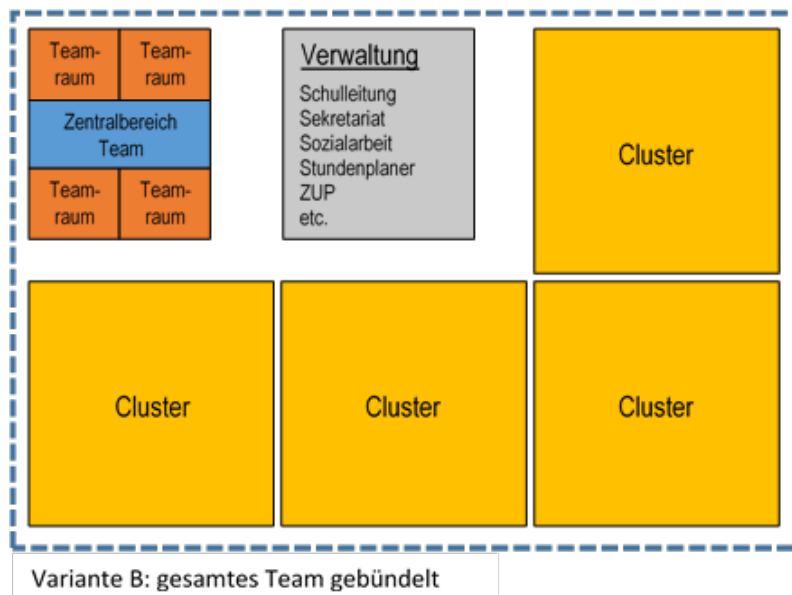 Team-
raum
Team-
raum
Zentralbereich
Team
Team-
raum
Team-
raum
Verwaltung
Schulleitung
Sekretariat
Sozialarbeit
Stundenplaner
ZUP
etc.
Cluster
Cluster
Cluster
Cluster
Variante B: gesamtes Team gebündelt